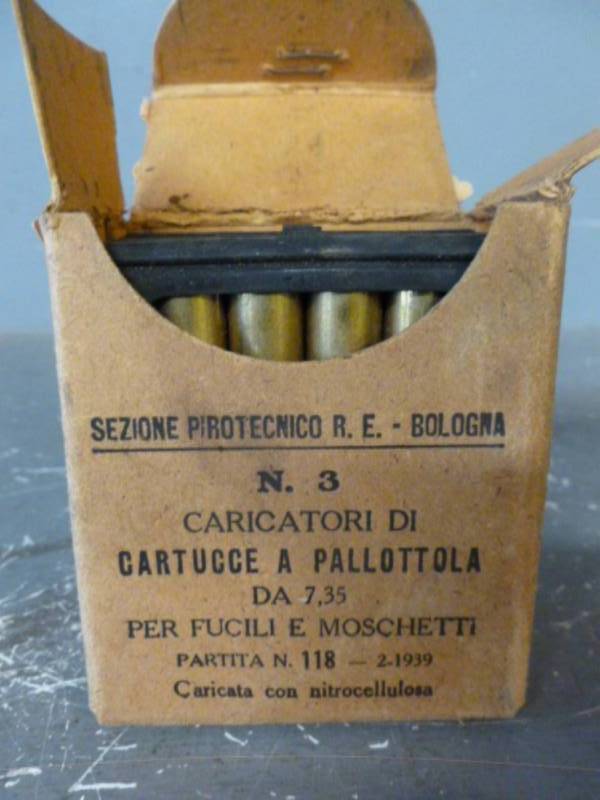 SEZIONE PIROTECNICO R. E. - BOLOGNA
N. 3
CARICATORI DI
CARTUCCE A PALLOTTOLA
DA 7,35
PER FUCILI E MOSCHETTI
PARTITA N. 118 — 2-1939
Caricata con nitrocellulosa